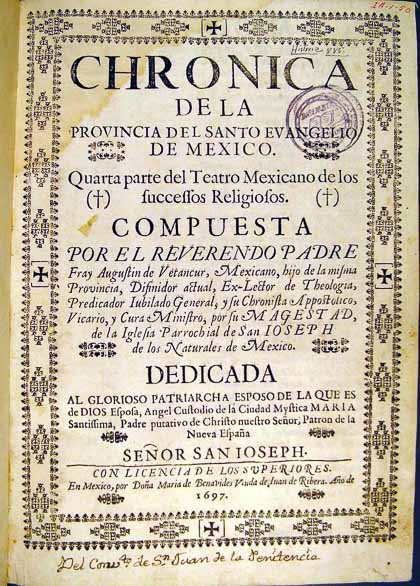 CHRONICA
DE LA
PROVINCIA DEL SANTO EVANGELIO
DE MEXICO.
Quarta parte del Teatro Mexicano de los
(†) successos Religiosos. (†)
COMPUESTA
POR EL REVERENDO PADRE
Fray Augustin de Vetancur, Mexicano, hijo de la misma
Provincia, Difinidor actual, Ex-Lector de Theologia,
Predicador Iubilado General, y su Chronista Appostolico,
Vicario, y Cura Ministro, por su MAGESTAD,
de la Iglesia Parrochial de San IOSEPH
de los Naturales de Mexico.
DEDICADA
AL GLORIOSO PATRIARCHA ESPOSO DE LA QUE ES
de DIOS Esposa, Angel Custodio de la Ciudad Mystica MARIA
Santissima, Padre putativo de Christo nuestro Señor, Patron de la
Nueva España
SEÑOR SAN IOSEPH.
CON LICENCIA DE LOS SUPERIORES.
En Mexico, por Doña Maria de Benavides Viuda de Iuan de Ribera. Año de
1697.
Del Convto. de Sn. Juan de la Penitencia